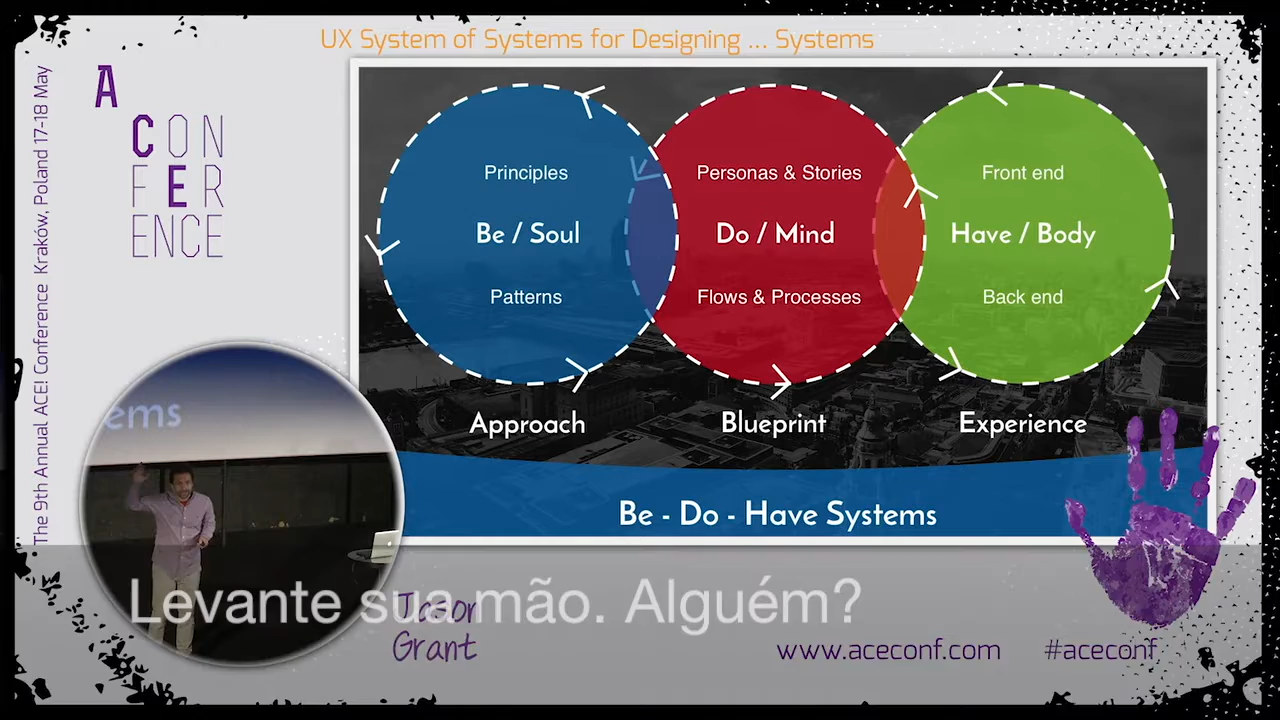 UX System of Systems for Designing ... Systems
The 9th Annual ACE! Conference Kraków, Poland 17-18 May
A
CON
FER
ENCE
Principles
Be / Soul
Patterns
Approach
Personas & Stories
Do / Mind
Flows & Processes
Blueprint
Front end
Have / Body
Back end
Experience
Be - Do - Have Systems
ems
Levante sua mão. Alguém?
Jason
Grant
www.aceconf.com
#aceconf